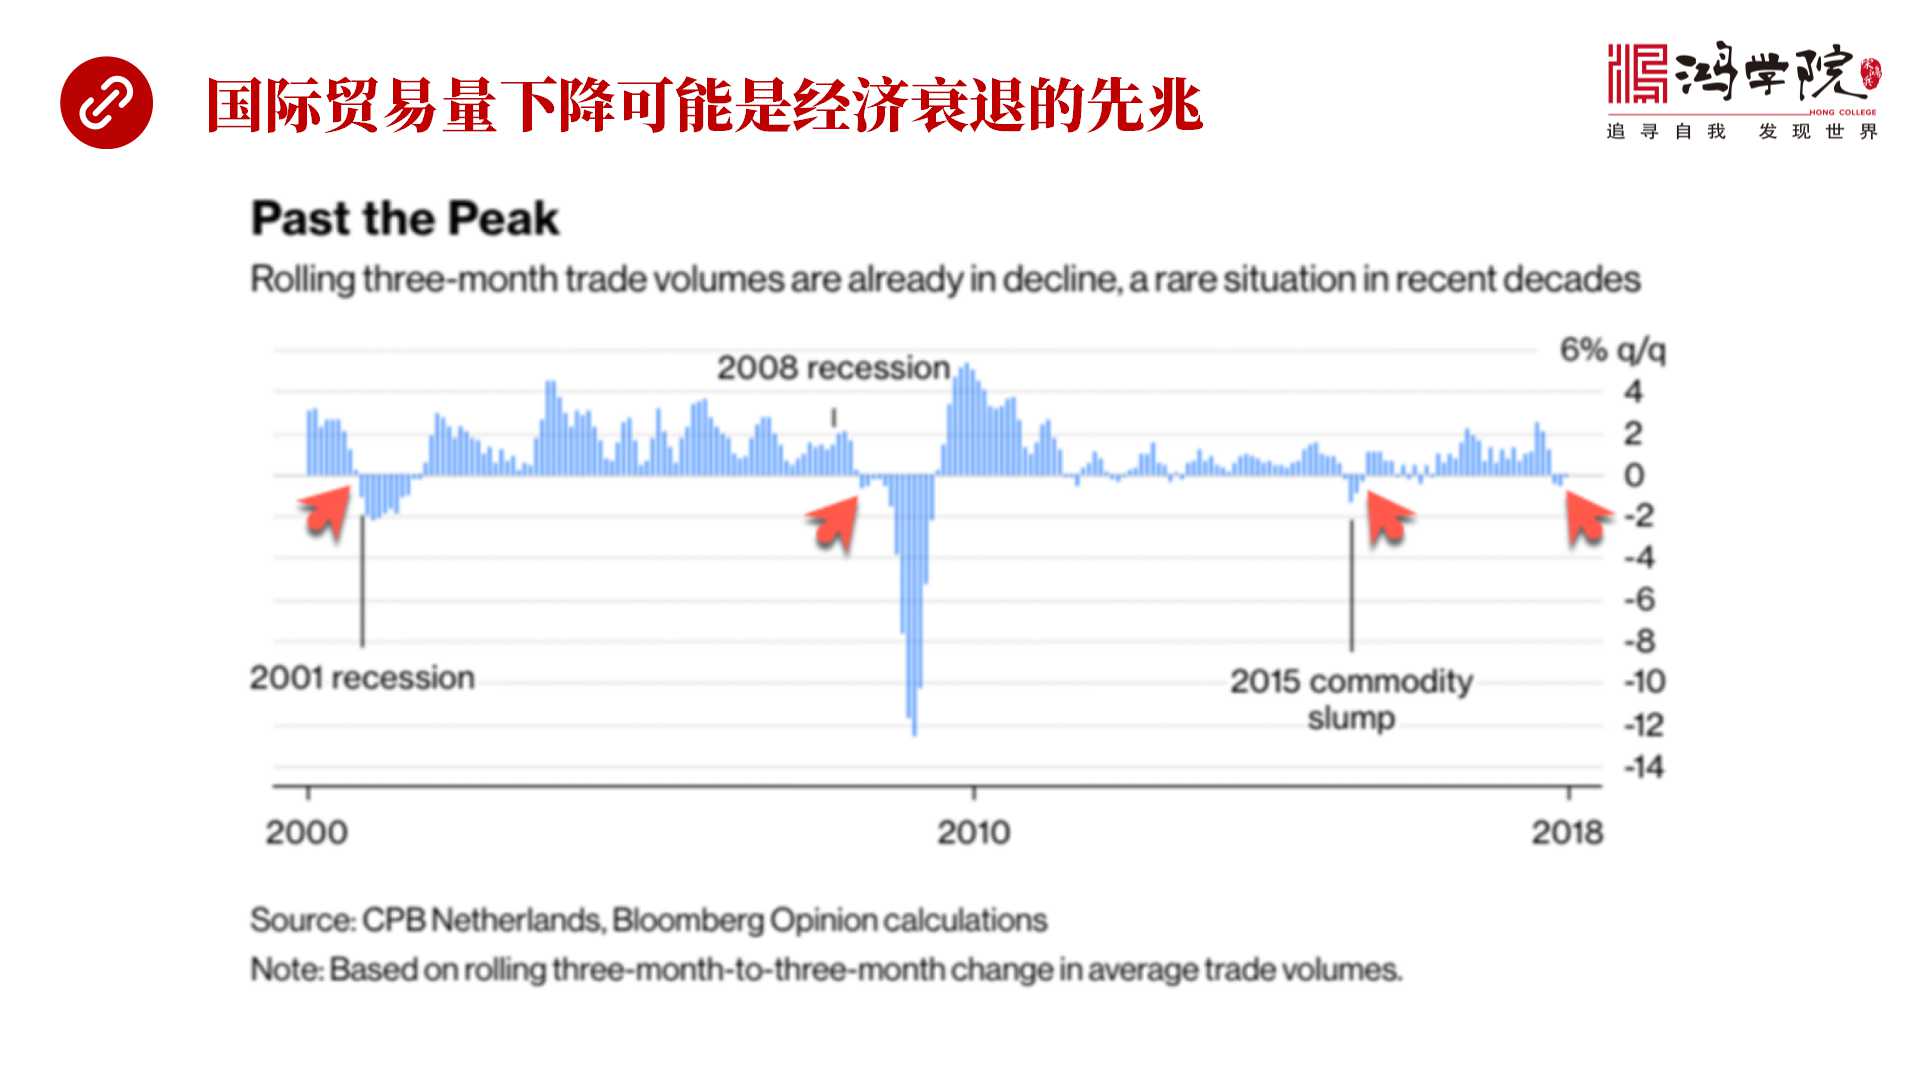 国际贸易量下降可能是经济衰退的先兆
鸿学院
HONG COLLEGE
追寻自我 发现世界
Past the Peak
Rolling three-month trade volumes are already in decline, a rare situation in recent decades
6% q/q
2008 recession
4
2
0
-2
-4
-6
-8
2001 recession
2015 commodity
slump
-10
-12
-14
2000
2010
2018
Source: CPB Netherlands, Bloomberg Opinion calculations
Note: Based on rolling three-month-to-three-month change in average trade volumes.